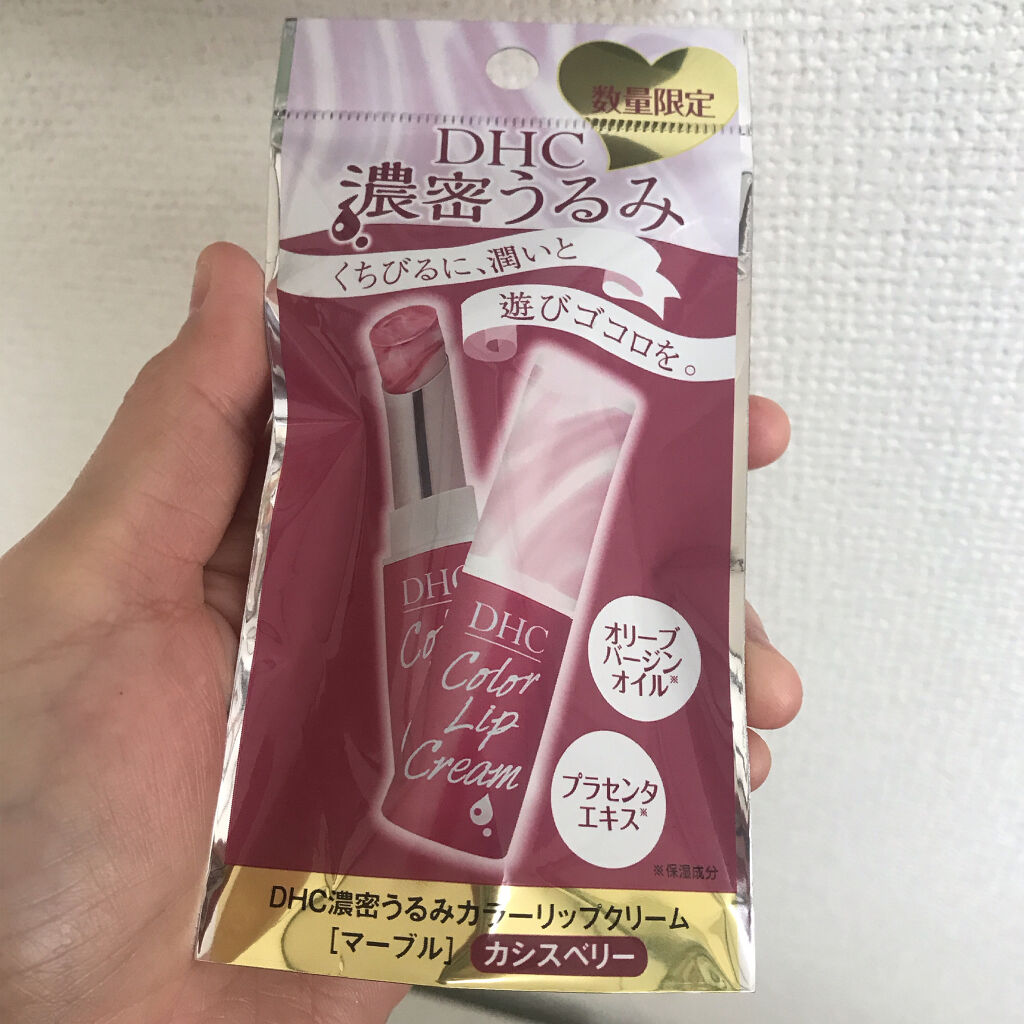 数量限定
DHC
濃密うるみ
くちびるに、潤いと
遊びゴコロを。
DHC
Color
Lip
Cream
オリーブ
バージン
オイル※
プラセンタ
エキス※
※保湿成分
DHC濃密うるみカラーリップクリーム
[マーブル] カシスベリー